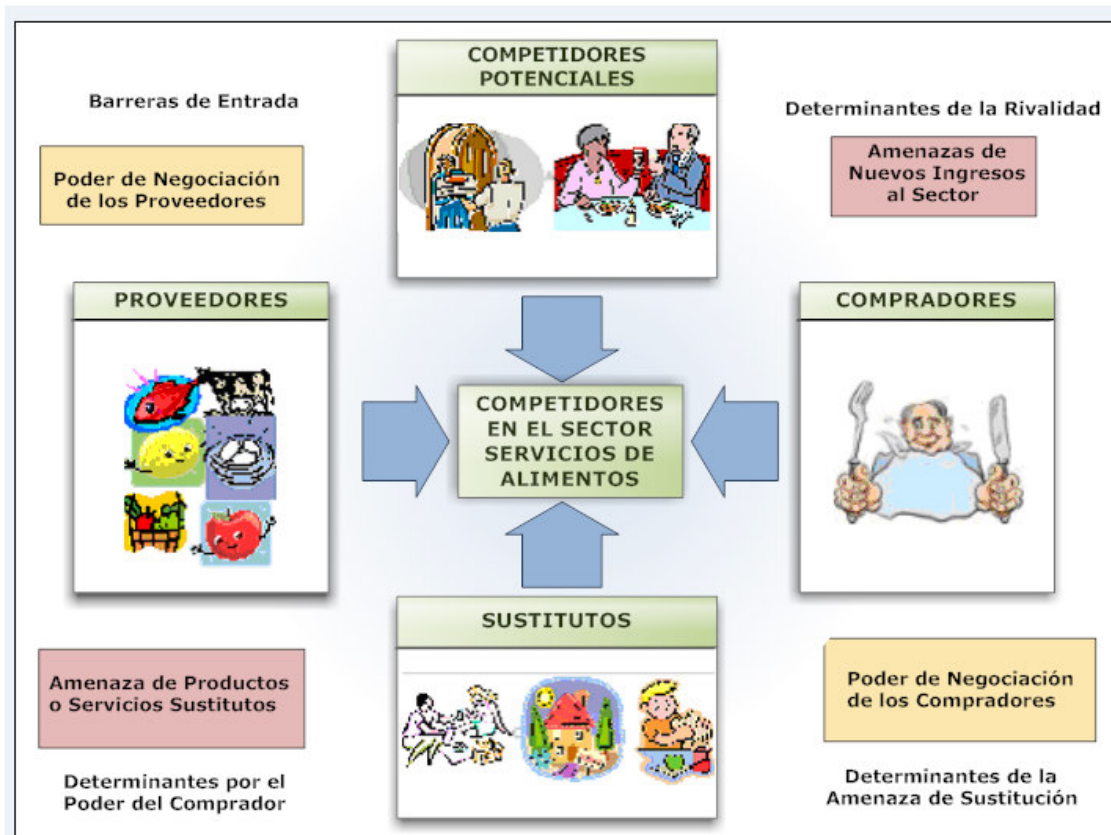 COMPETIDORES
POTENCIALES
Barreras de Entrada
Determinantes de la Rivalidad
Poder de Negociación
de los Proveedores
Amenazas de
Nuevos Ingresos
al Sector
PROVEEDORES
COMPRADORES
COMPETIDORES
EN EL SECTOR
SERVICIOS DE
ALIMENTOS
SUSTITUTOS
Amenaza de Productos
o Servicios Sustitutos
Poder de Negociación
de los Compradores
Determinantes por el
Poder del Comprador
Determinantes de la
Amenaza de Sustitución